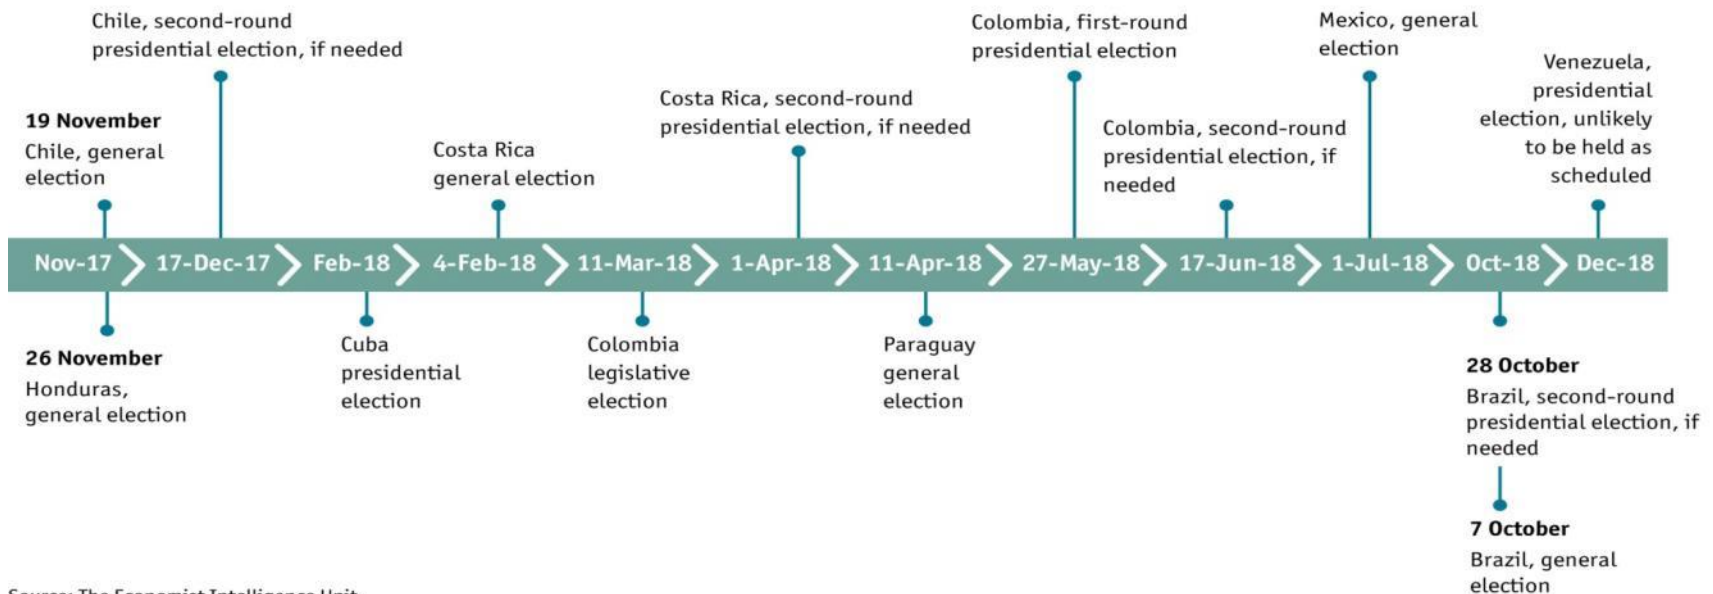 Chile, second-round
presidential election, if needed
Colombia, first-round
presidential election
Mexico, general
election
Venezuela,
presidential
election, unlikely
to be held as
scheduled
Costa Rica, second-round
presidential election, if needed
19 November
Chile, general
election
Costa Rica
general election
Colombia, second-round
presidential election, if
needed
Nov-17
17-Dec-17
Feb-18
4-Feb-18
11-Mar-18
1-Apr-18
11-Apr-18
27-May-18
17-Jun-18
1-Jul-18
Oct-18
Dec-18
26 November
Honduras,
general election
Cuba
presidential
election
Colombia
legislative
election
Paraguay
general
election
28 October
Brazil, second-round
presidential election, if
needed
7 October
Brazil, general
election
Source: The Economist Intelligence Unit